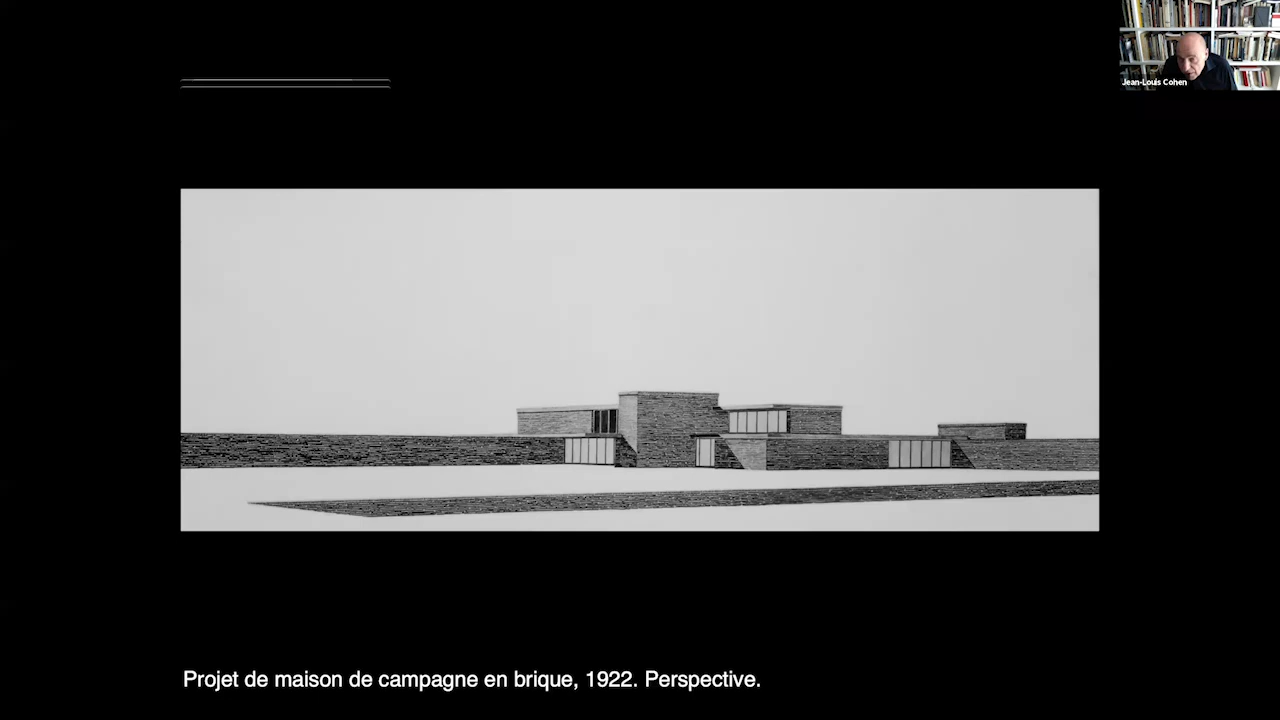 Jean-Louis Cohen
Projet de maison de campagne en brique, 1922. Perspective.